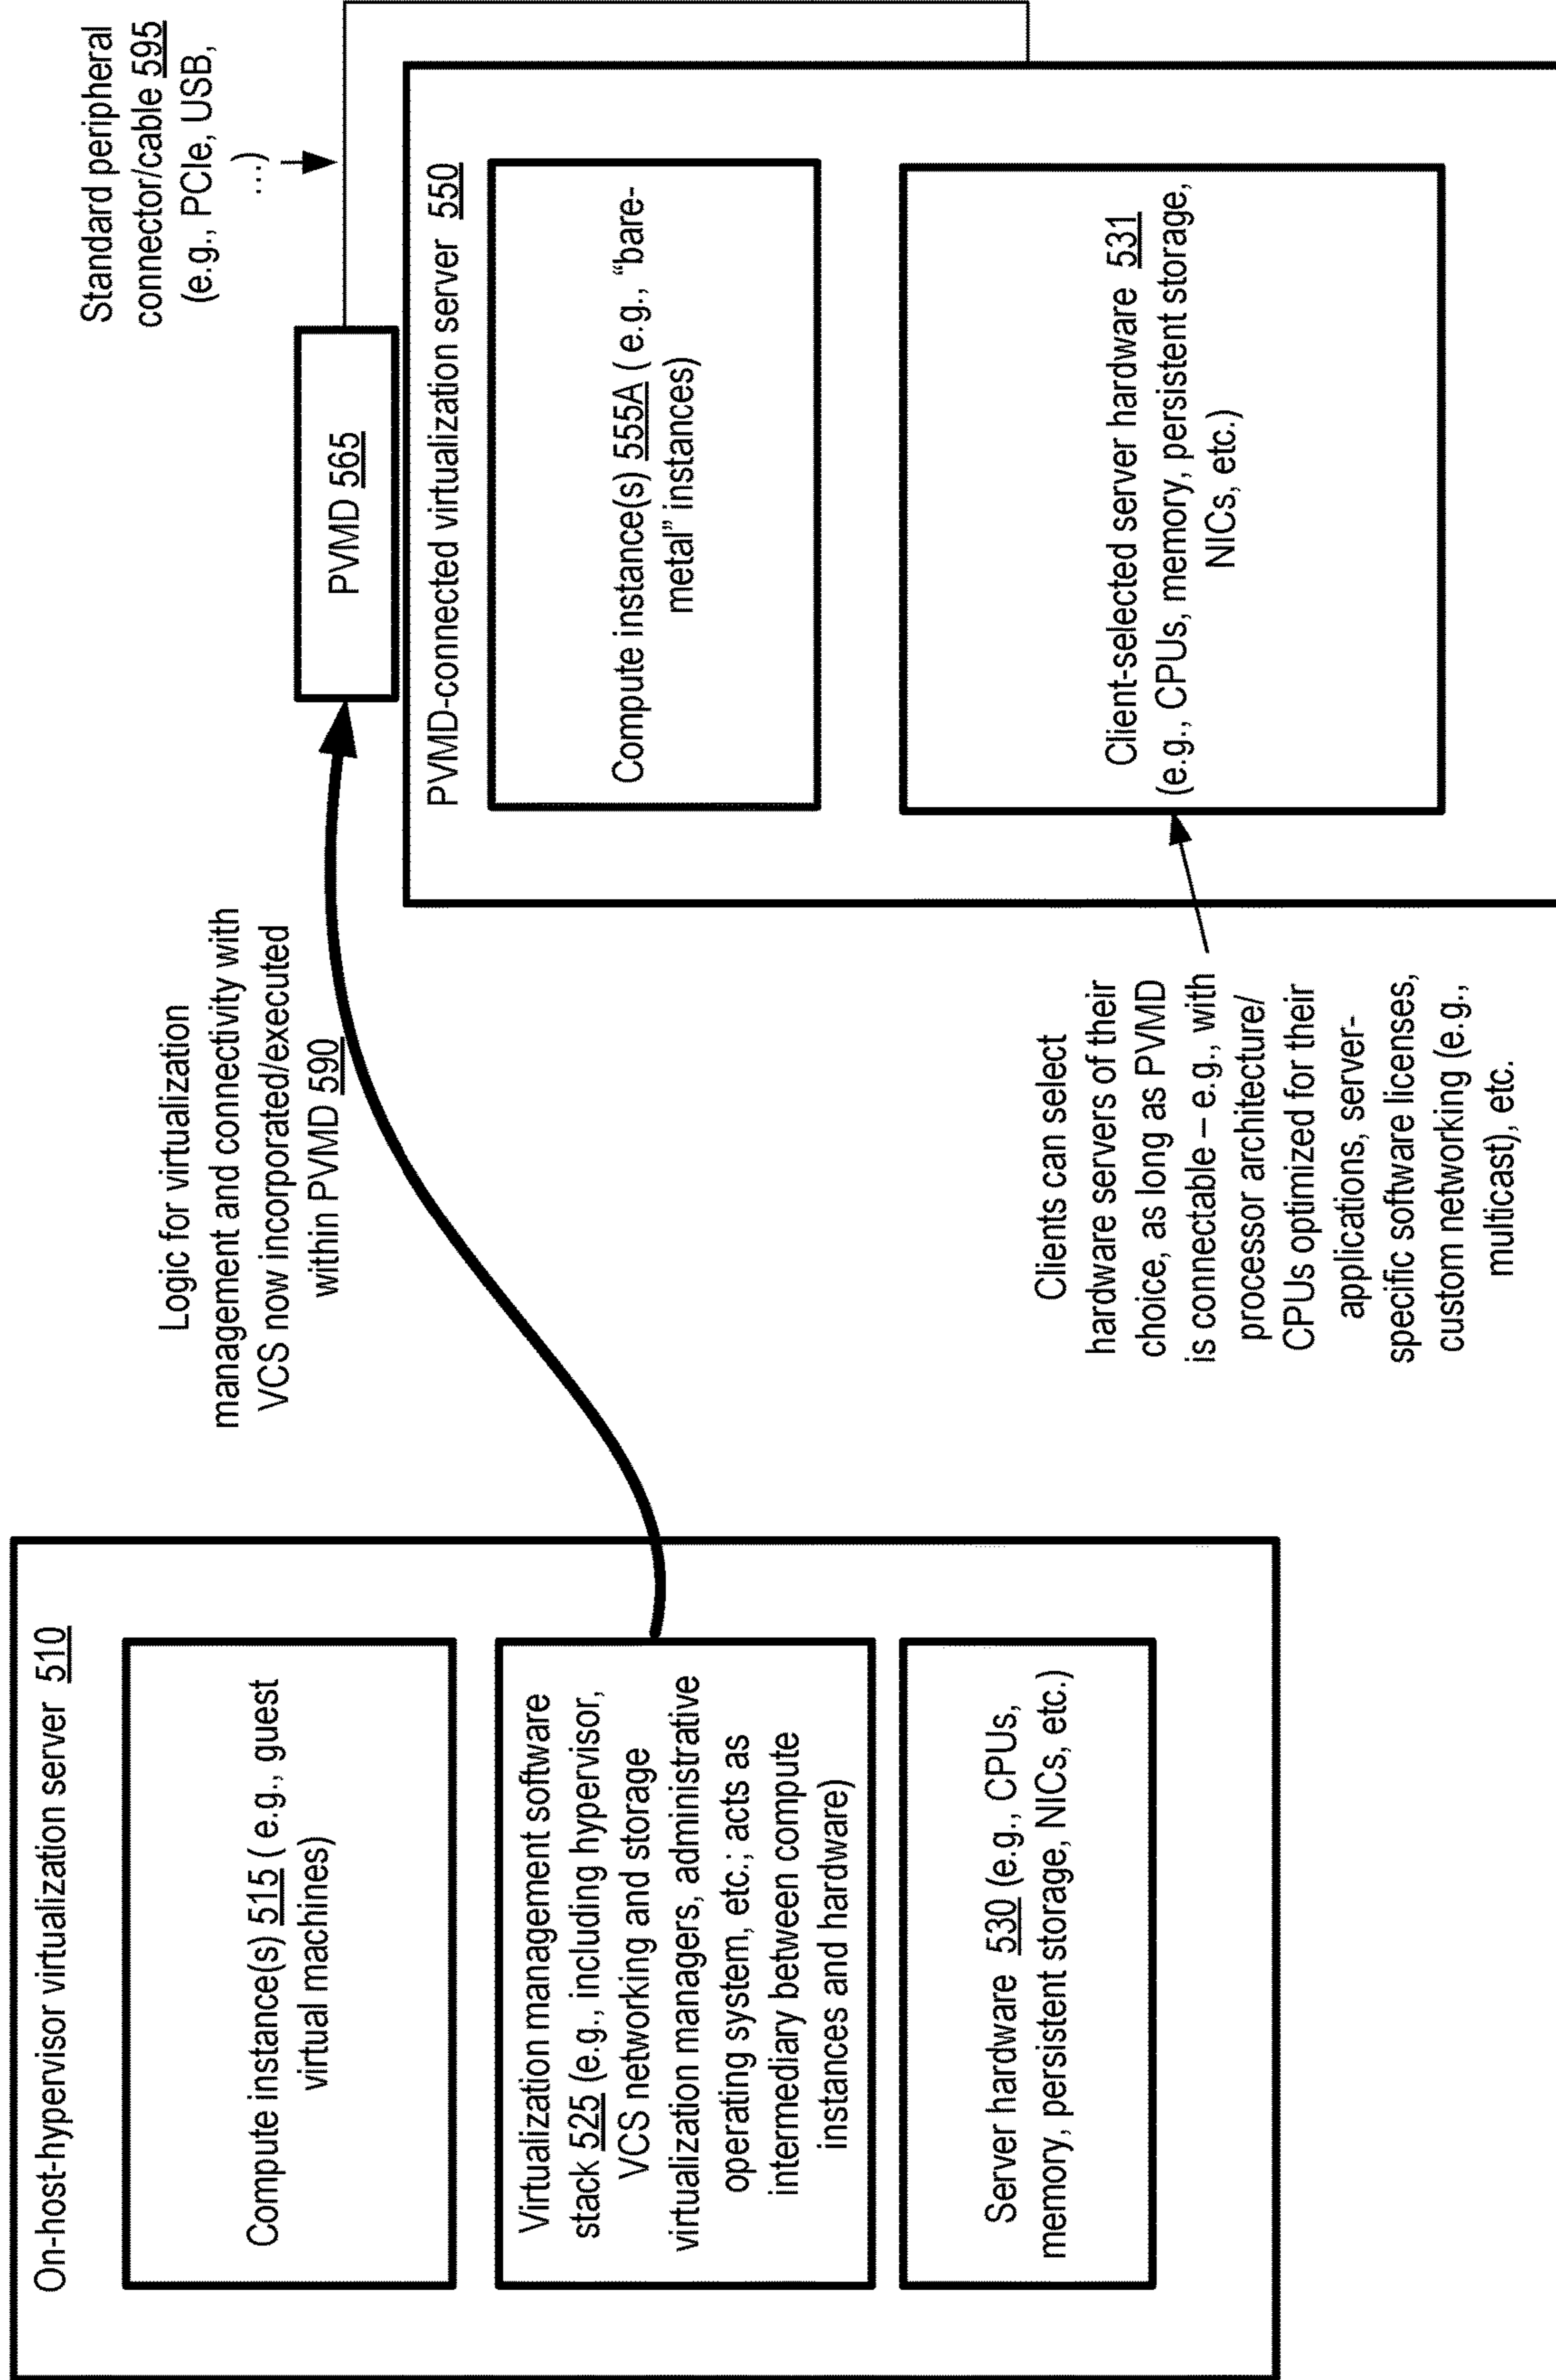 On-host-hypervisor virtualization server 510
Compute instance(s) 515 ( e.g., guest
virtual machines)
Virtualization management software
stack 525 (e.g., including hypervisor,
VCS networking and storage
virtualization managers, administrative
operating system, etc.; acts as
intermediary between compute
instances and hardware)
Server hardware 530 (e.g., CPUs,
memory, persistent storage, NICs, etc.)
Logic for virtualization
management and connectivity with
VCS now incorporated/executed
within PVMD 590
Clients can select
hardware servers of their
choice, as long as PVMD
is connectable – e.g., with
processor architecture/
CPUs optimized for their
applications, server-
specific software licenses,
custom networking (e.g.,
multicast), etc.
Standard peripheral
connector/cable 595
(e.g., PCIe, USB,
…)
PVMD 565
PVMD-connected virtualization server 550
Compute instance(s) 555A ( e.g., “bare-
metal” instances)
Client-selected server hardware 531
(e.g., CPUs, memory, persistent storage,
NICs, etc.)